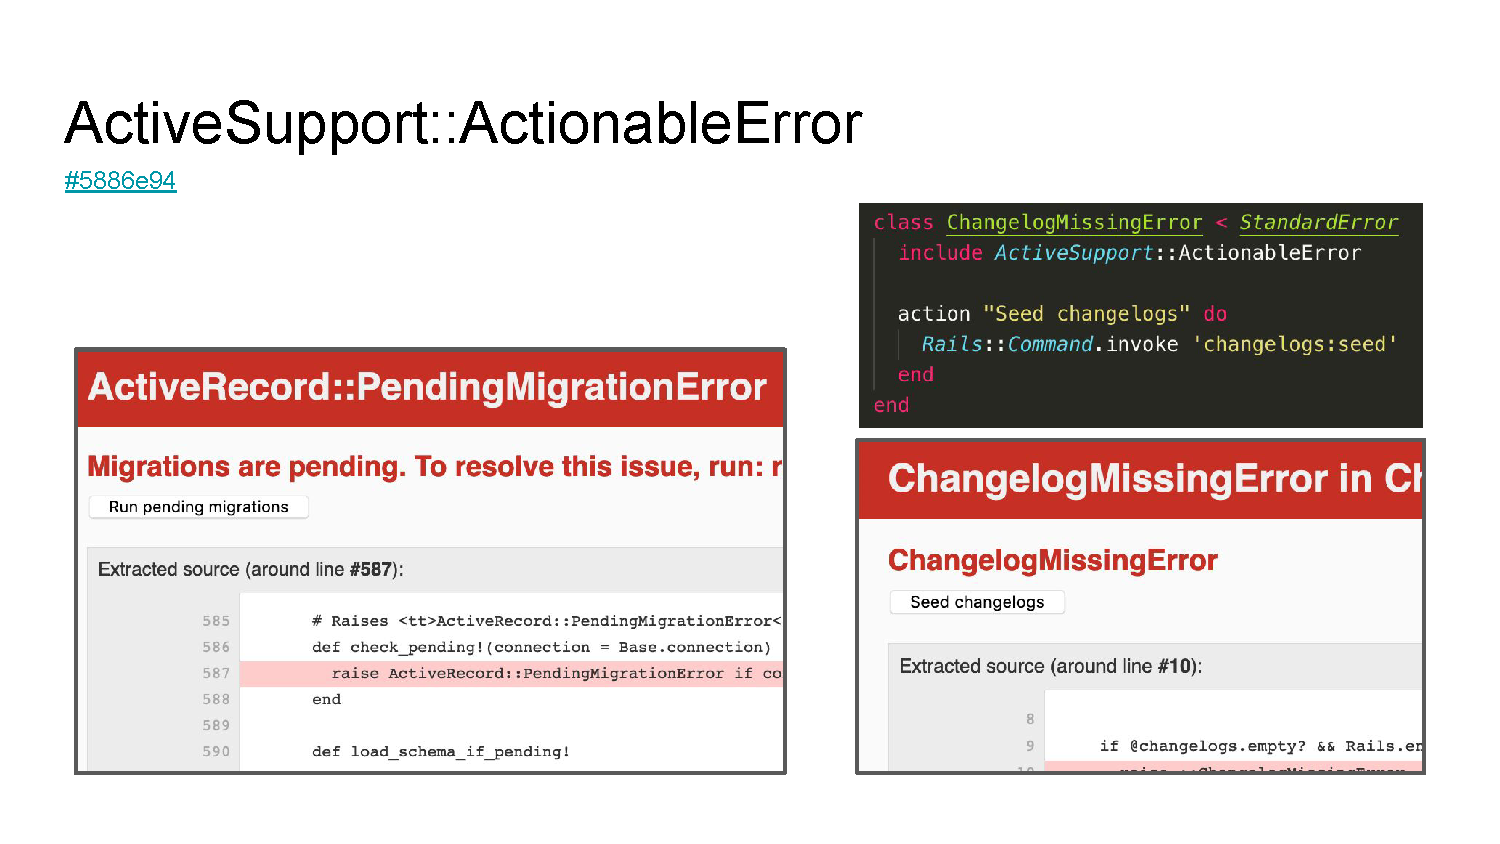 ActiveSupport::ActionableError
#5886e94
class ChangelogMissingError < StandardError
include ActiveSupport::ActionableError
action "Seed changelogs" do
Rails::Command.invoke 'changelogs:seed'
end
end
ActiveRecord::PendingMigrationError
Migrations are pending. To resolve this issue, run: r
Run pending migrations
Extracted source (around line #587):
585 # Raises <tt>ActiveRecord::PendingMigrationError<
586 def check_pending!(connection = Base.connection)
587 raise ActiveRecord::PendingMigrationError if co
588 end
589
590 def load_schema_if_pending!
ChangelogMissingError in Ch
ChangelogMissingError
Seed changelogs
Extracted source (around line #10):
8
9 if @changelogs.empty? && Rails.en
10 raise ::ChangelogMissingError